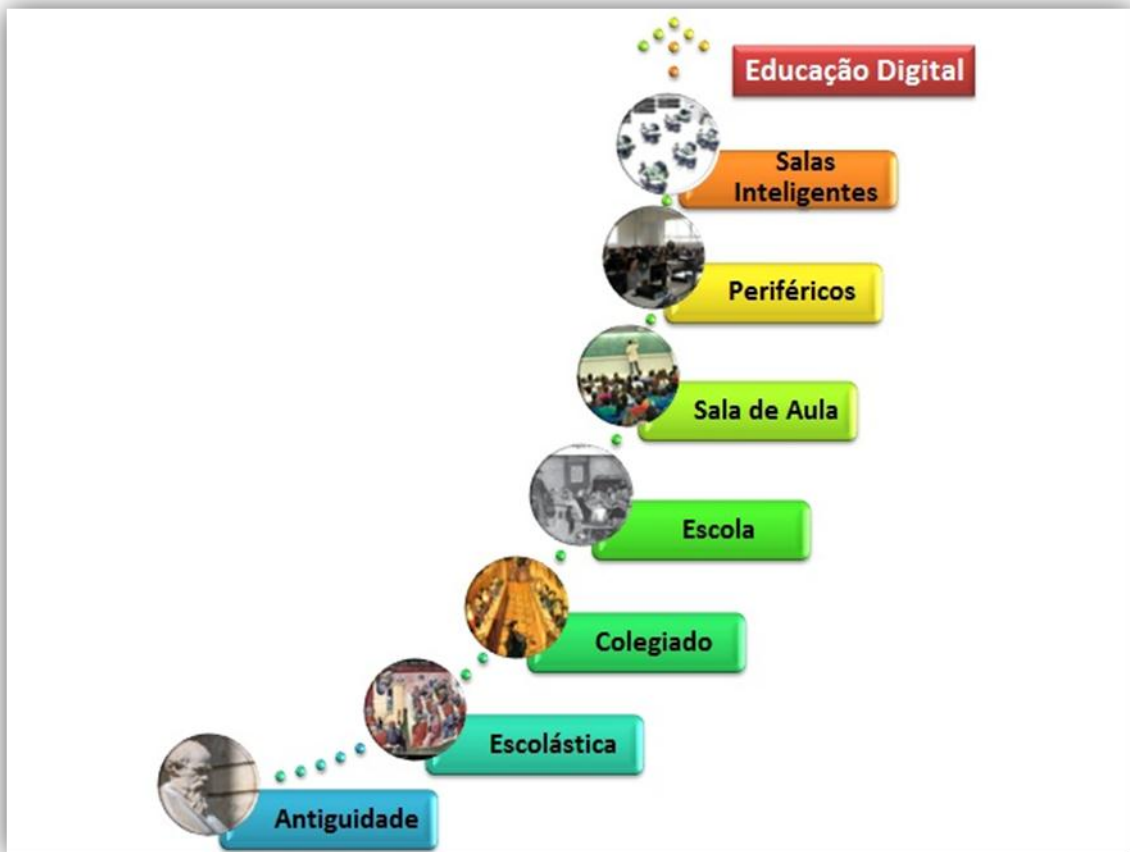 Educação Digital
Salas
Inteligentes
Periféricos
Sala de Aula
Escola
Colegiado
Escolástica
Antiguidade